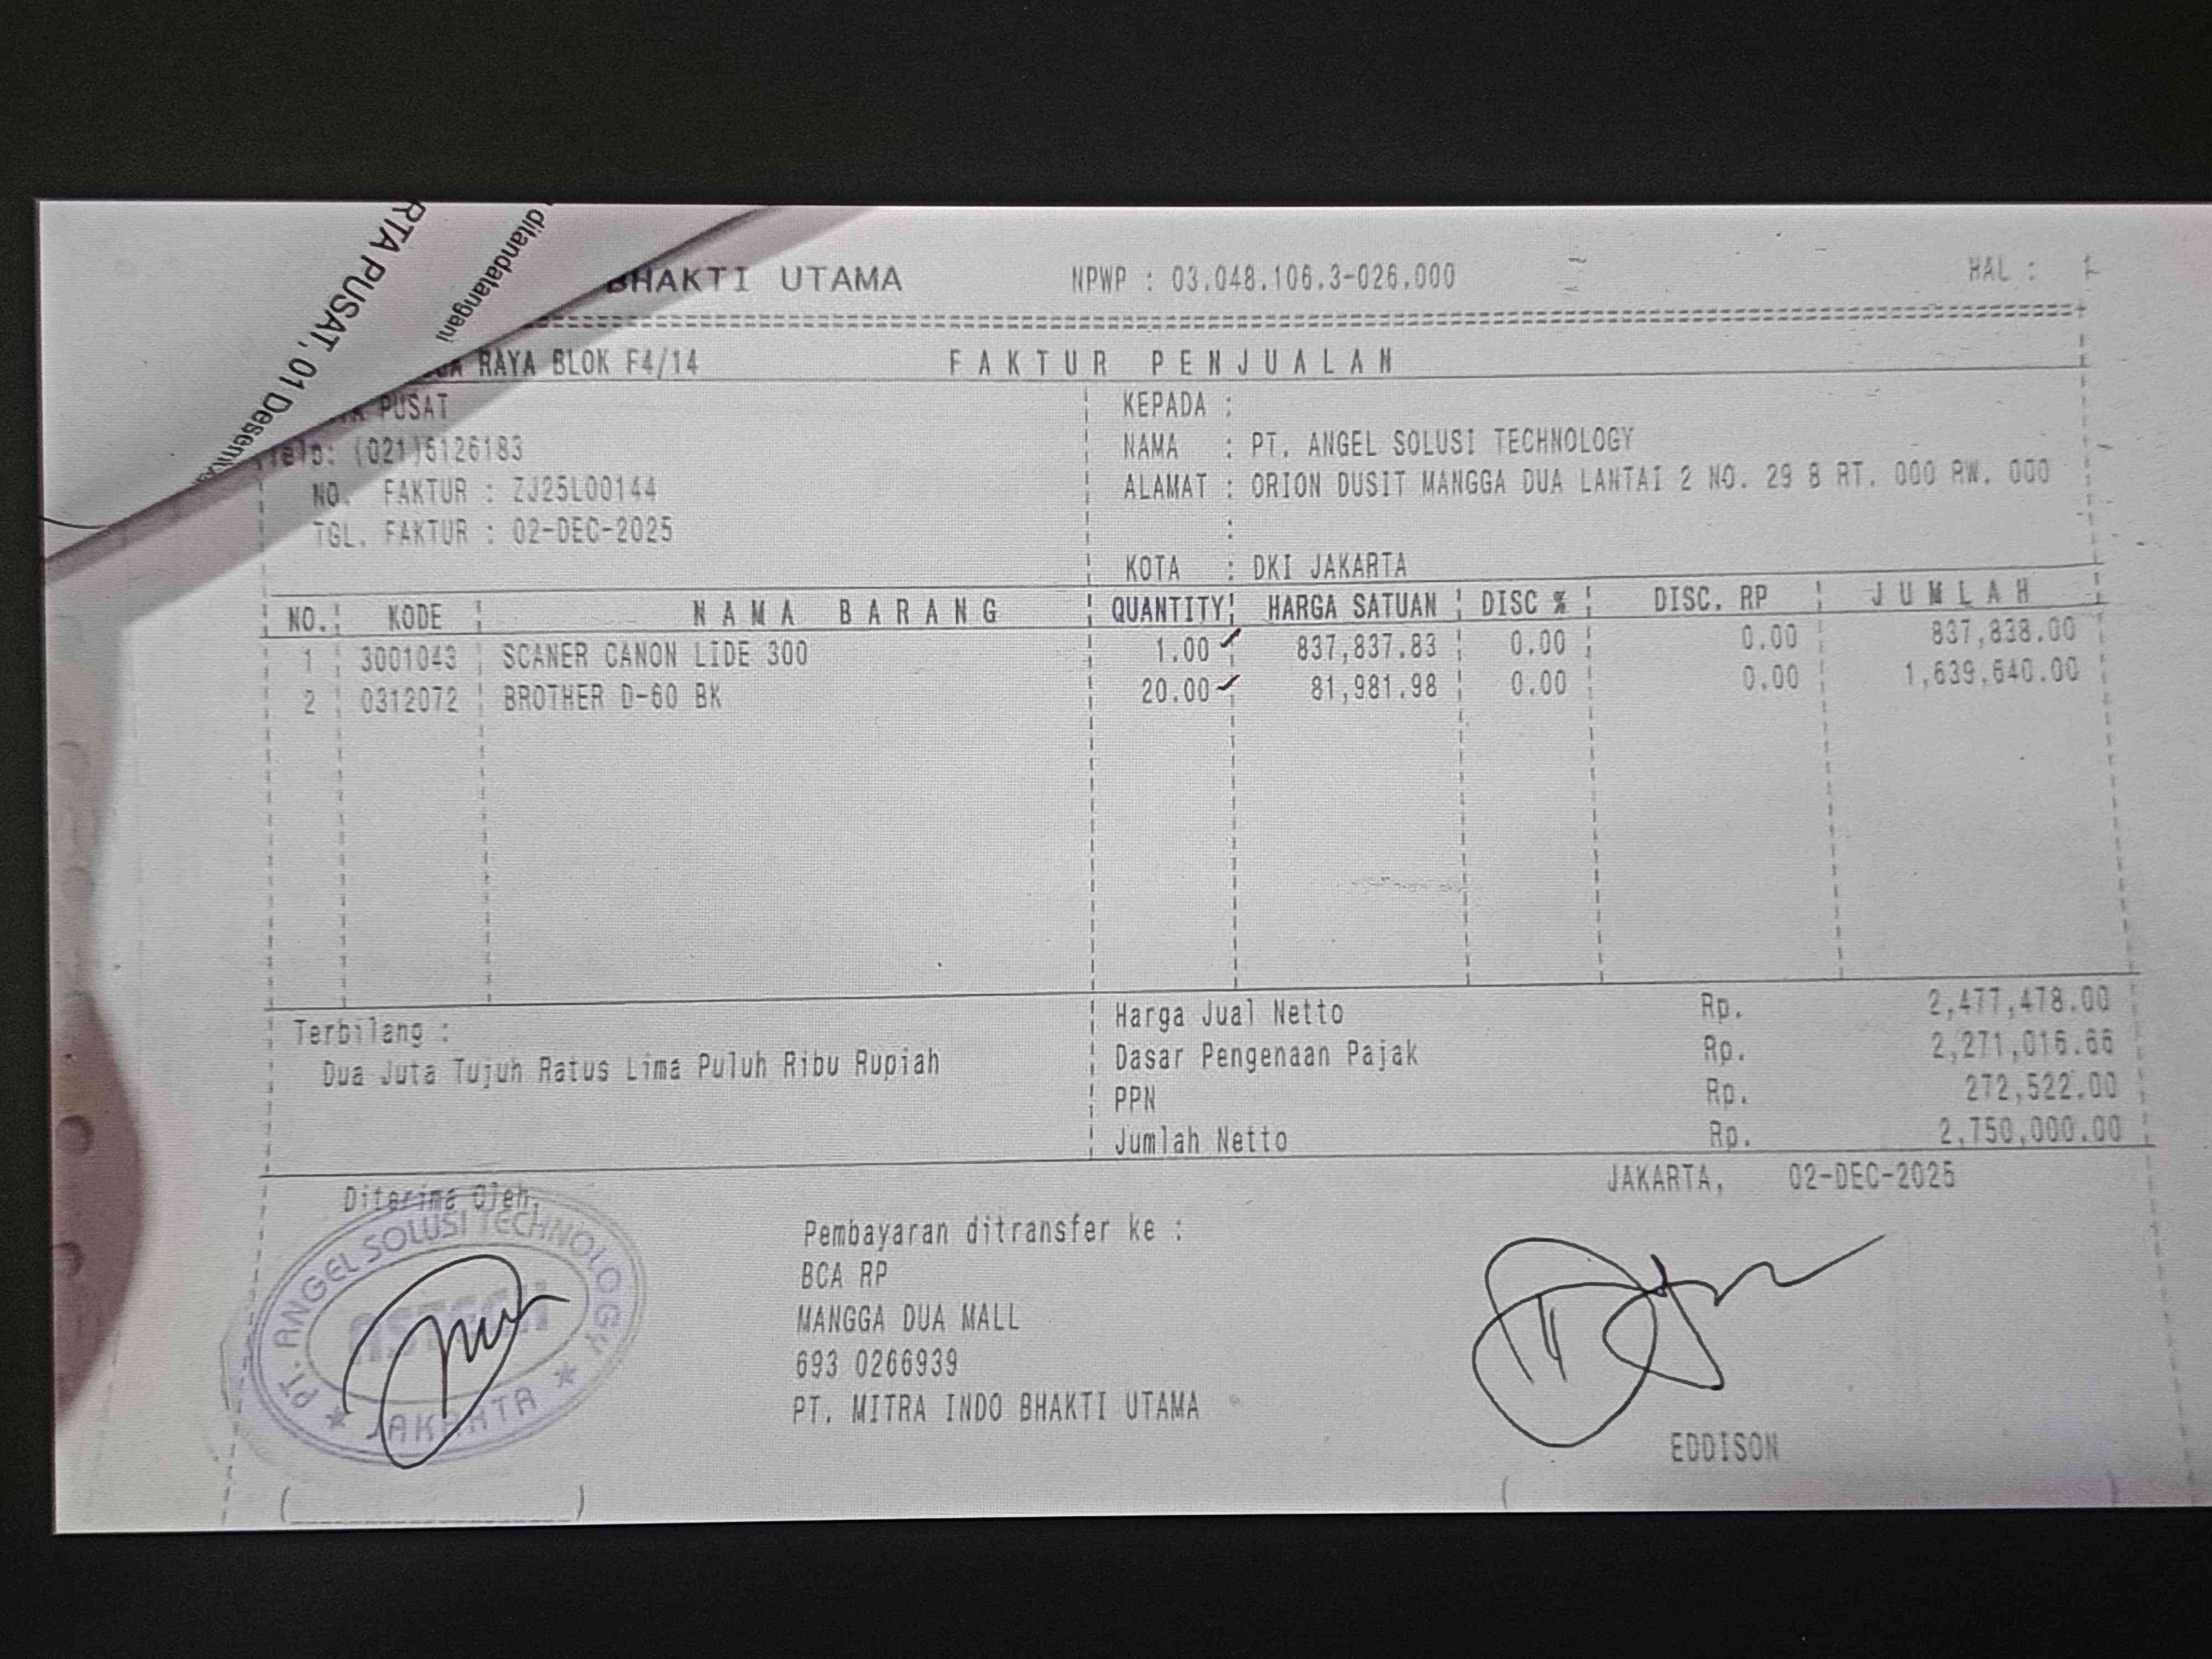 RTA PUSAT, 01
ditandatangani
BHAKTI UTAMA NPWP : 03.048.106.3-026.000 HAL : 1
RAYA BLOK F4/14 FAKTUR PENJUALAN
PUSAT
KEPADA :
Telp: (021)6126183
NAMA : PT. ANGEL SOLUSI TECHNOLOGY
NO. FAKTUR : ZJ25L00144
ALAMAT : ORION DUSIT MANGGA DUA LANTAI 2 NO. 29 B RT. 000 RW. 000
TGL. FAKTUR : 02-DEC-2025
:
KOTA : DKI JAKARTA
NO. KODE NAMA BARANG QUANTITY HARGA SATUAN DISC % DISC. RP JUMLAH
1 3001043 SCANER CANON LIDE 300 1.00 837,837.83 0.00 0.00 837,838.00
2 0312072 BROTHER D-60 BK 20.00 81,981.98 0.00 0.00 1,639,640.00
Harga Jual Netto Rp. 2,477,478.00
Terbilang :
Dasar Pengenaan Pajak Rp. 2,271,016.66
Dua Juta Tujuh Ratus Lima Puluh Ribu Rupiah
PPN Rp. 272,522.00
Jumlah Netto Rp. 2,750,000.00
JAKARTA, 02-DEC-2025
Diterima Oleh,
PT. ANGEL SOLUSI TECHNOLOGY
JAKARTA
Pembayaran ditransfer ke :
BCA RP
MANGGA DUA MALL
693 0266939
PT. MITRA INDO BHAKTI UTAMA
EDDISON